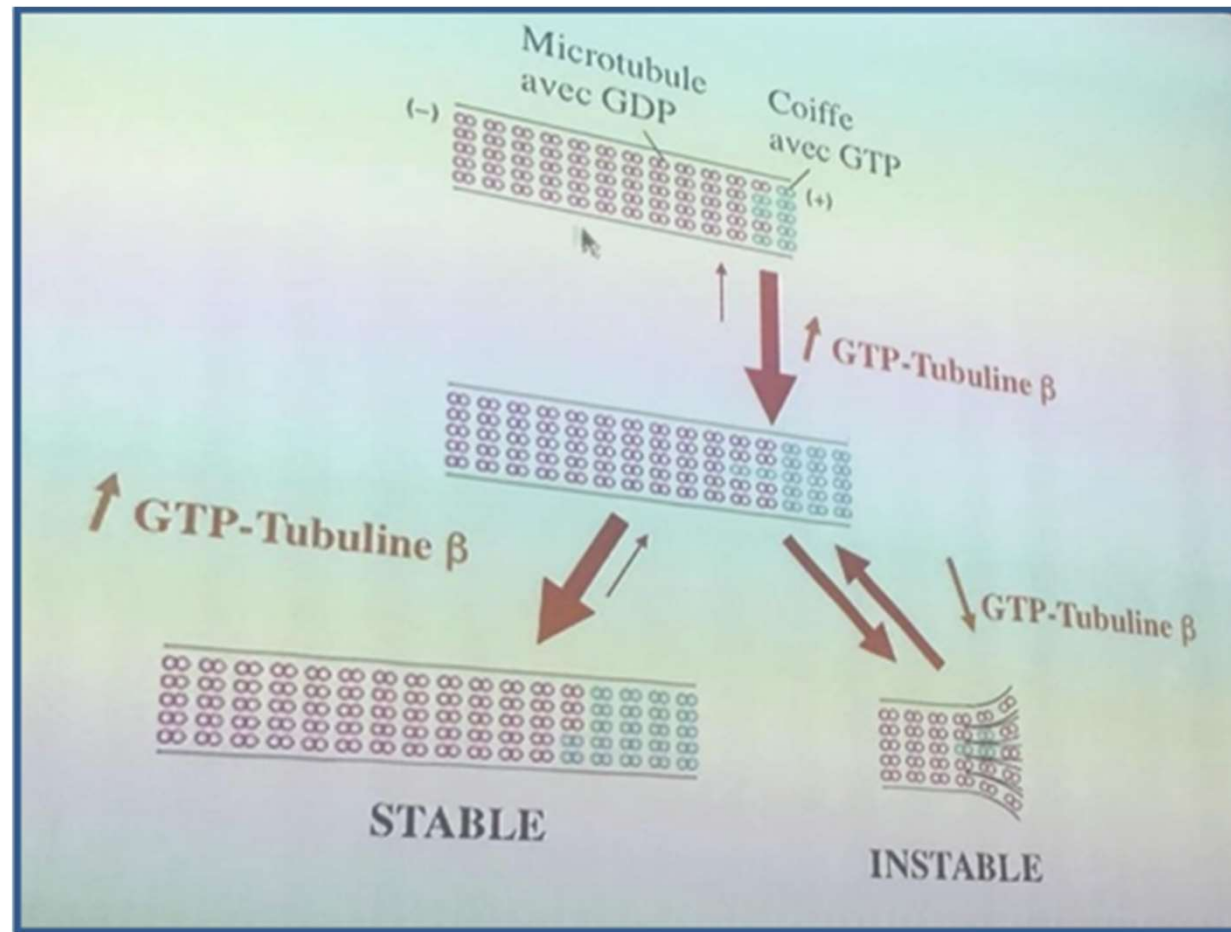 Microtubule
avec GDP
Coiffe
avec GTP
(−)
(+)
GTP-Tubuline β
GTP-Tubuline β
GTP-Tubuline β
STABLE
INSTABLE